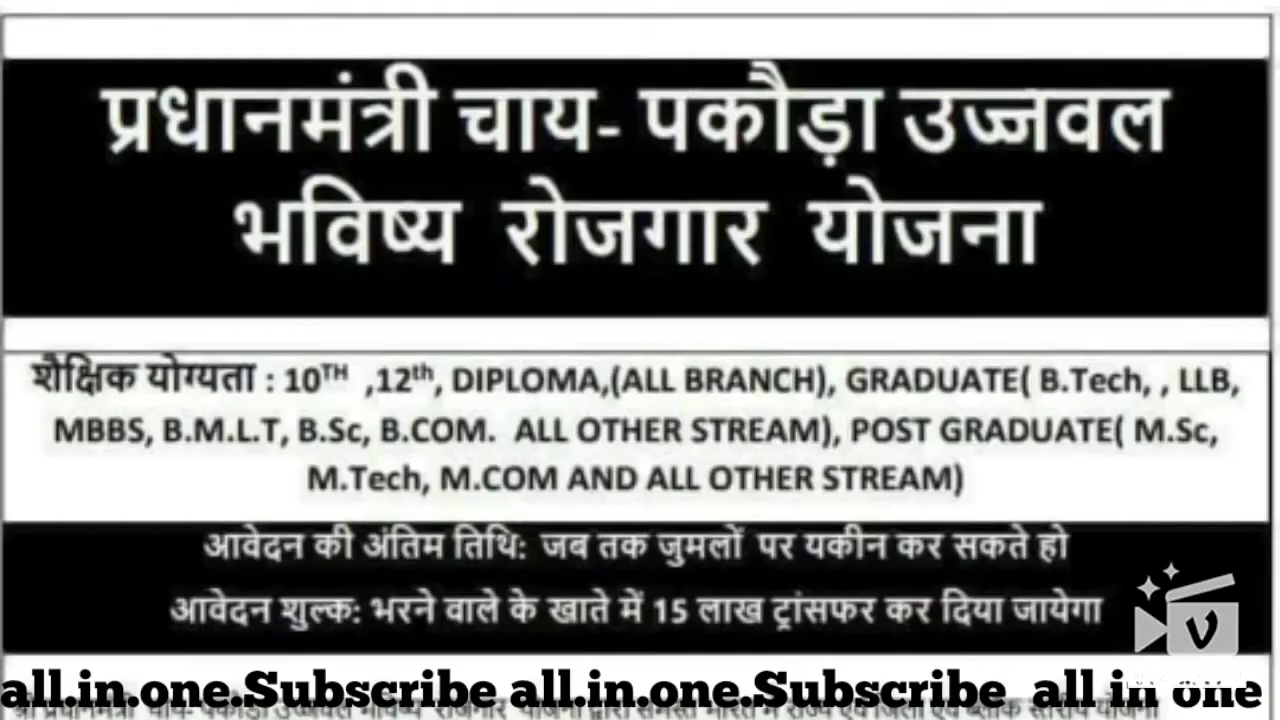 प्रधानमंत्री चाय- पकौड़ा उज्जवल
भविष्य रोजगार योजना
शैक्षिक योग्यता : 10TH ,12th, DIPLOMA,(ALL BRANCH), GRADUATE( B.Tech, , LLB,
MBBS, B.M.L.T, B.Sc, B.COM. ALL OTHER STREAM), POST GRADUATE( M.Sc,
M.Tech, M.COM AND ALL OTHER STREAM)
आवेदन की अंतिम तिथि: जब तक जुमलों पर यकीन कर सकते हो
आवेदन शुल्क: भरने वाले के खाते में 15 लाख ट्रांसफर कर दिया जायेगा
all.in.one.Subscribe all.in.one.Subscribe all in one